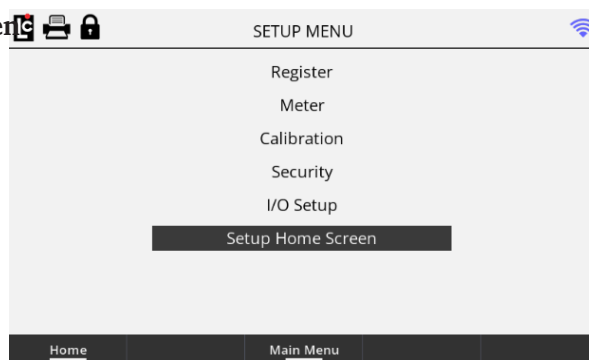 SETUP MENU
Register
Meter
Calibration
Security
I/O Setup
Setup Home Screen
Home Main Menu